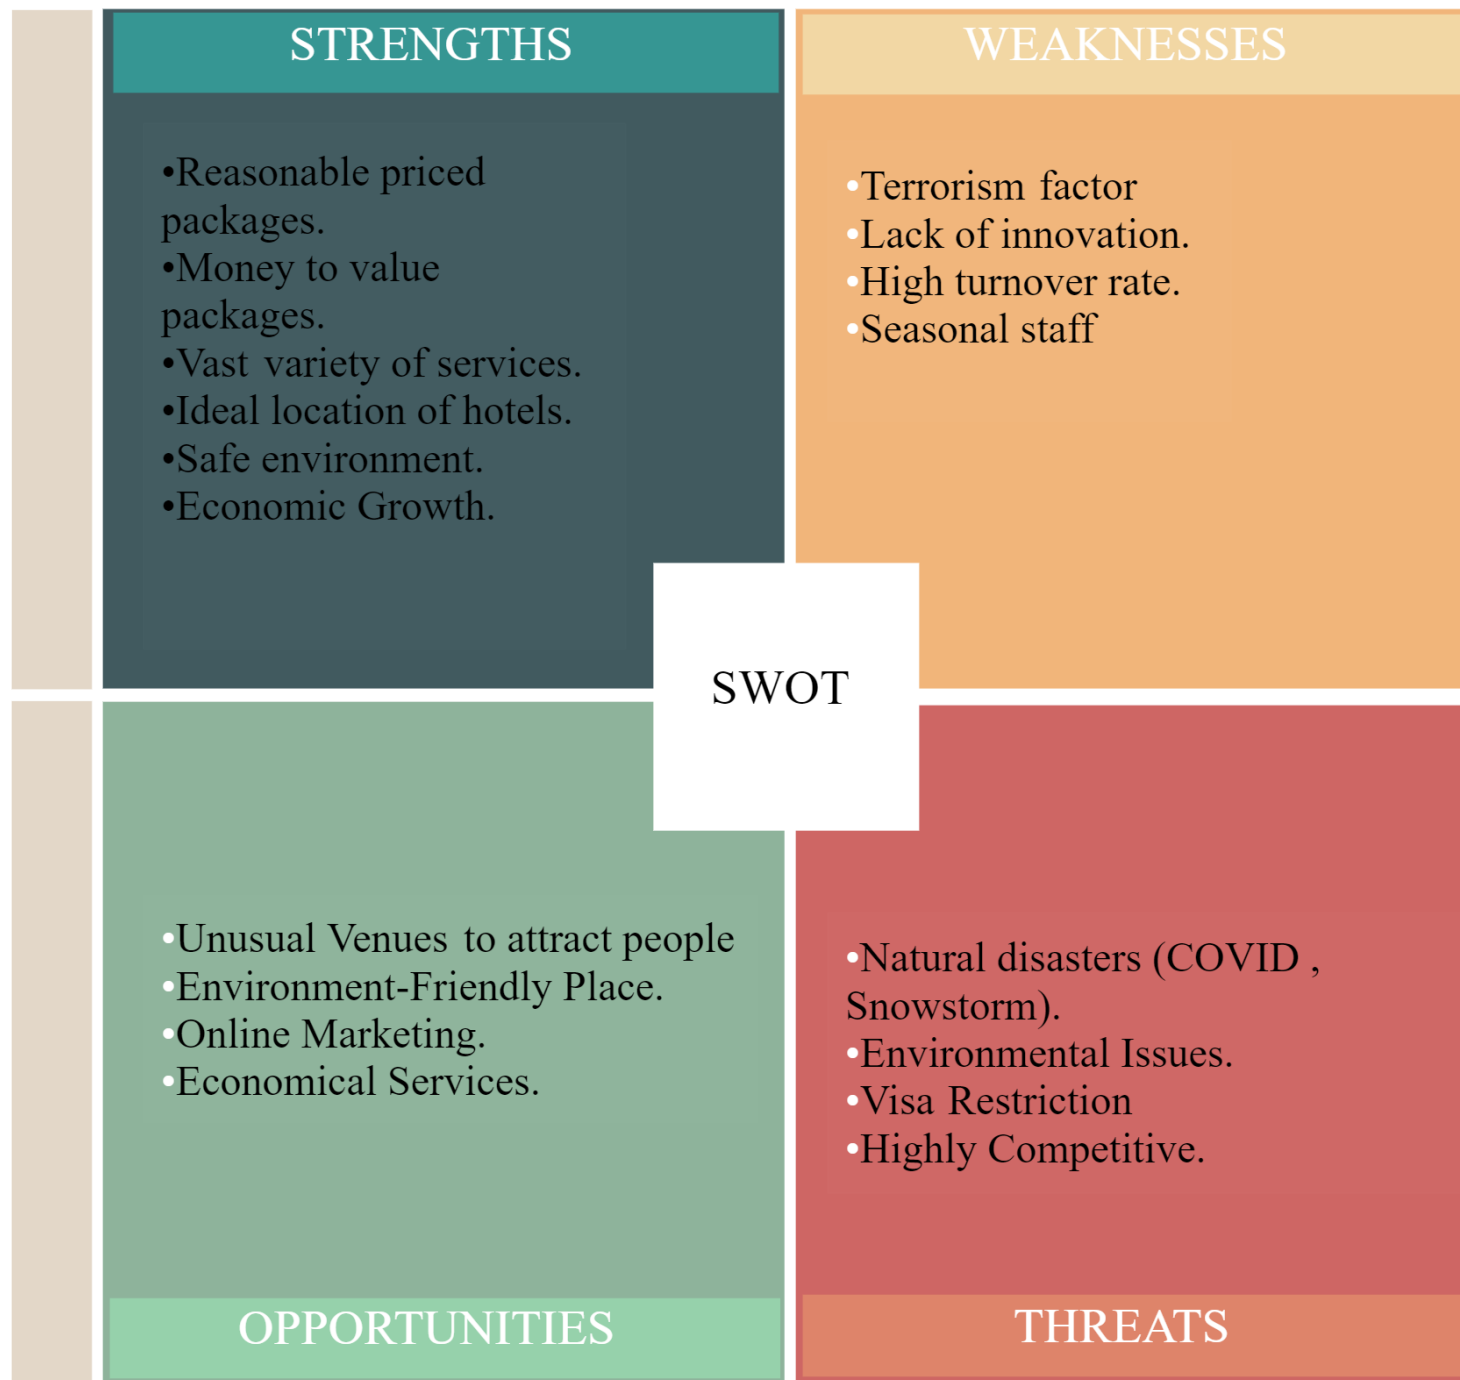 STRENGTHS
•Reasonable priced
packages.
•Money to value
packages.
•Vast variety of services.
•Ideal location of hotels.
•Safe environment.
•Economic Growth.
WEAKNESSES
•Terrorism factor
•Lack of innovation.
•High turnover rate.
•Seasonal staff
SWOT
•Unusual Venues to attract people
•Environment-Friendly Place.
•Online Marketing.
•Economical Services.
OPPORTUNITIES
•Natural disasters (COVID ,
Snowstorm).
•Environmental Issues.
•Visa Restriction
•Highly Competitive.
THREATS